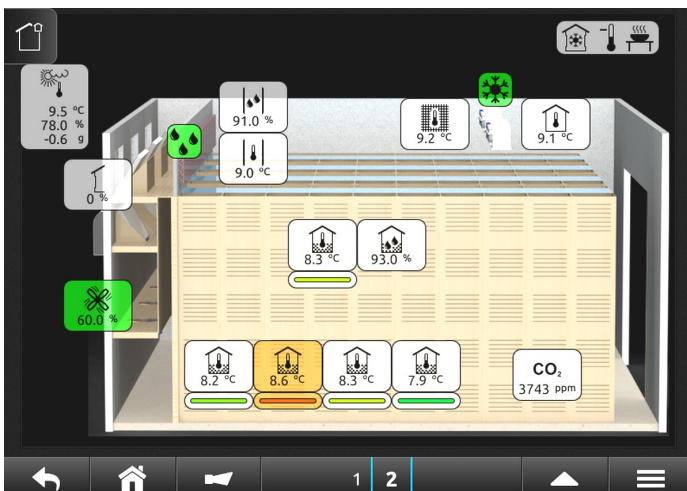 9.5 °C
78.0 %
-0.6 g
91.0 %
9.0 °C
9.2 °C
9.1 °C
0 %
8.3 °C
93.0 %
60.0 %
8.2 °C
8.6 °C
8.3 °C
7.9 °C
CO₂
3743 ppm
1
2